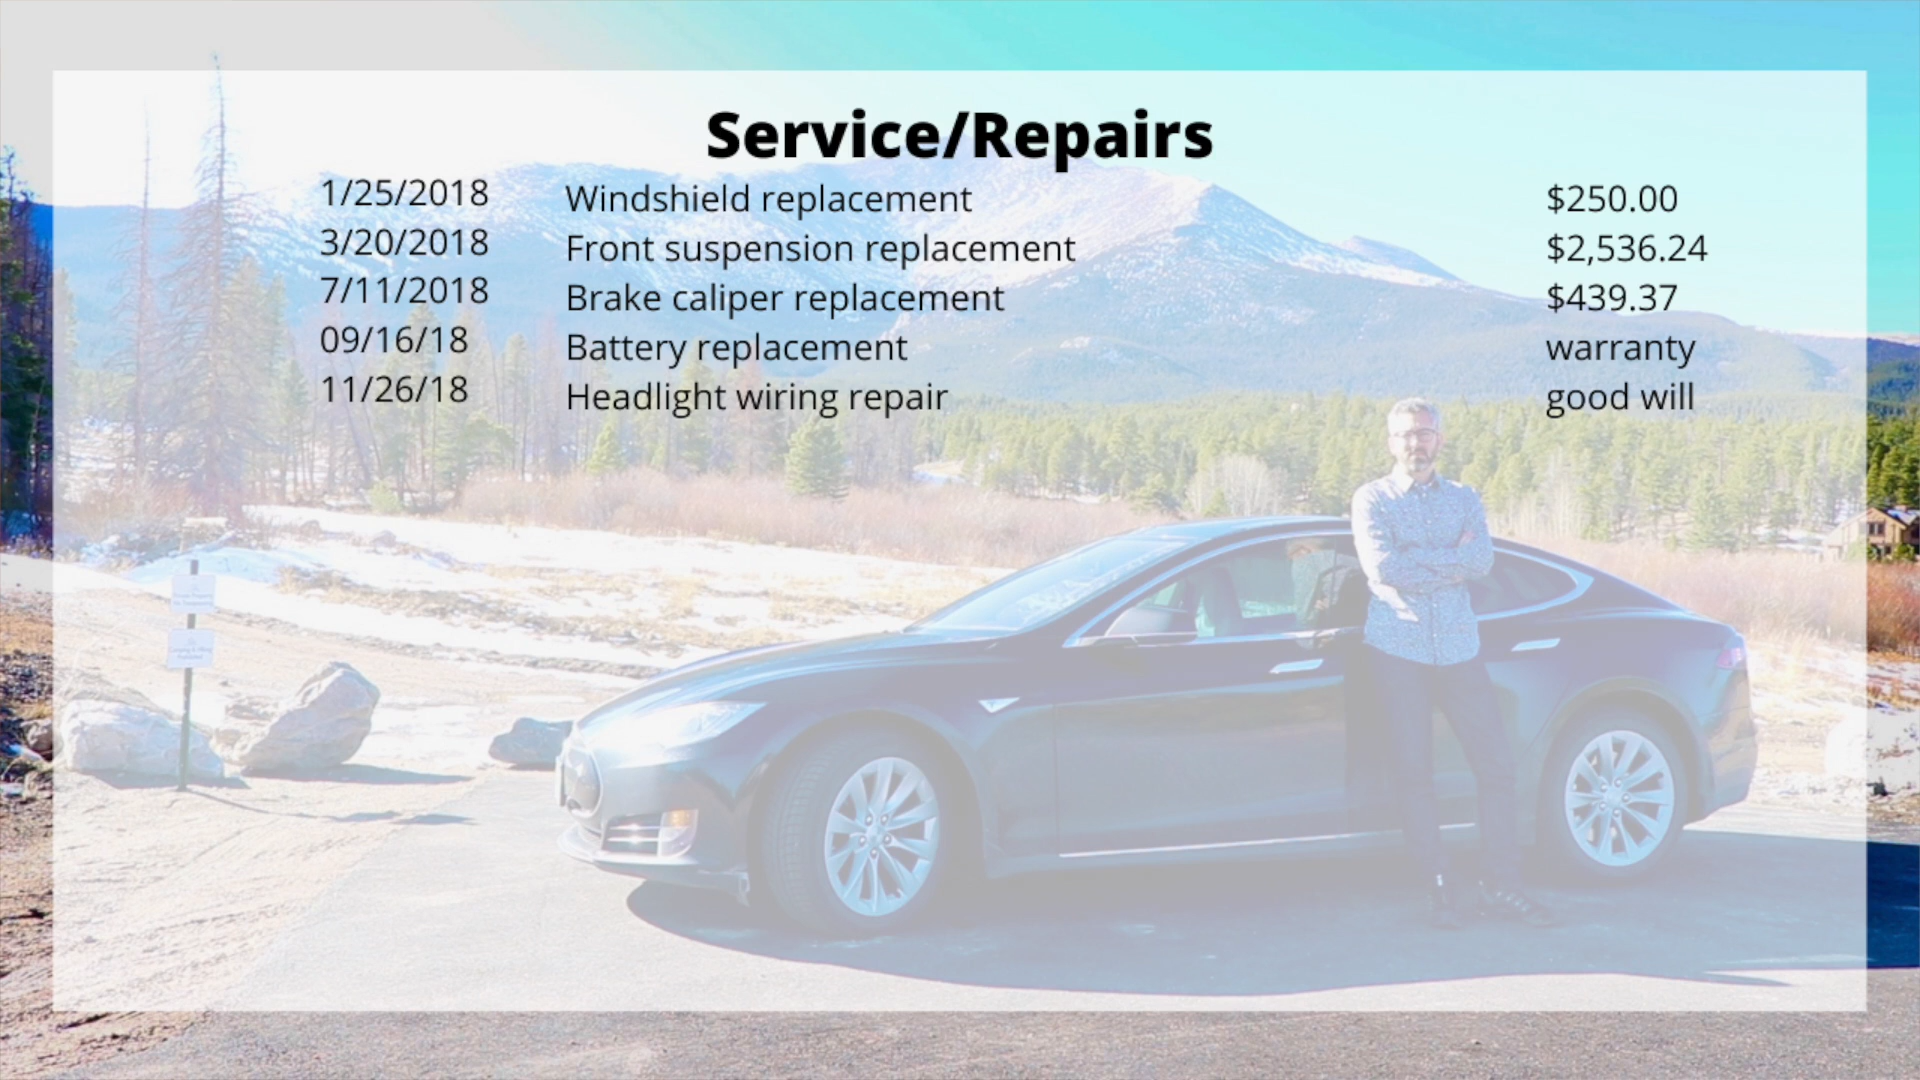 Service/Repairs
1/25/2018 Windshield replacement $250.00
3/20/2018 Front suspension replacement $2,536.24
7/11/2018 Brake caliper replacement $439.37
09/16/18 Battery replacement warranty
11/26/18 Headlight wiring repair good will